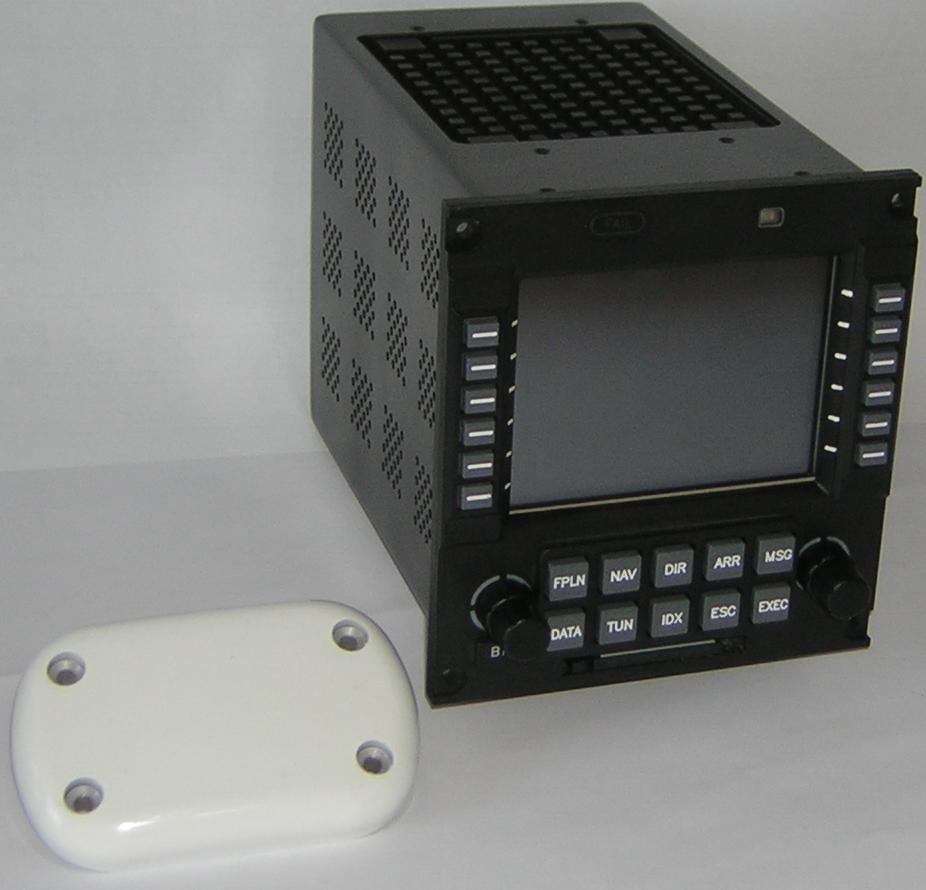 FPLN NAV DIR ARR MSG
DATA TUN IDX ESC EXEC